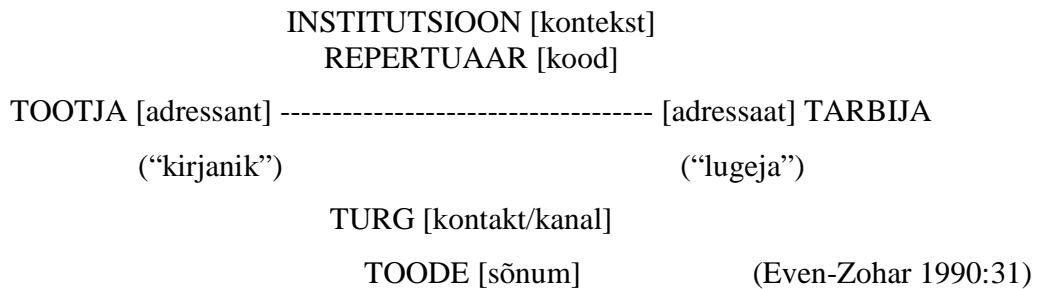 INSTITUTSIOON [kontekst]
REPERTUAAR [kood]
TOOTJA [adressant] ------------------------------------ [adressaat] TARBIJA
(“kirjanik”) (“lugeja”)
TURG [kontakt/kanal]
TOODE [sõnum] (Even-Zohar 1990:31)